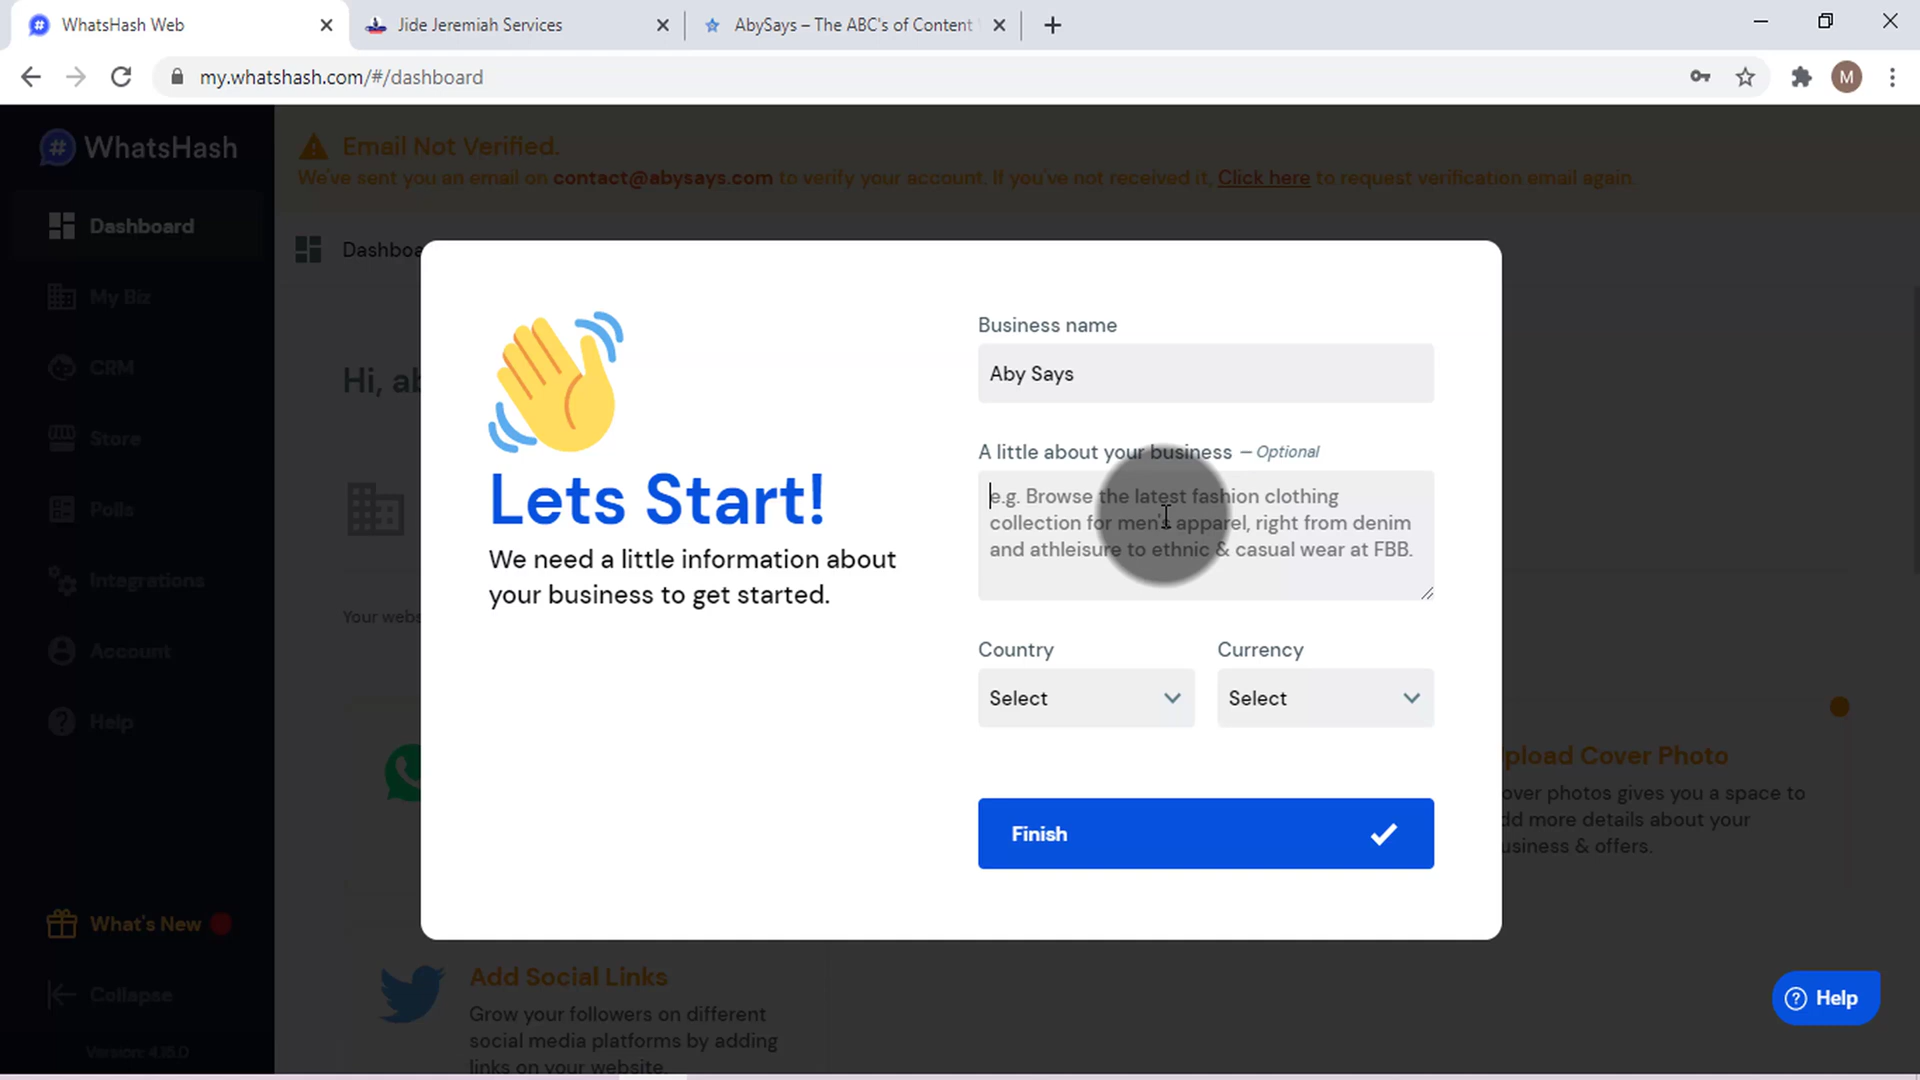 WhatsHash Web
Jide Jeremiah Services
AbySays – The ABC's of Content
my.whatshash.com/#/dashboard
M
WhatsHash
Email Not Verified.
We've sent you an email on contact@abysays.com to verify your account. If you've not received it, Click here to request verification email again.
Dashboard
My Biz
CRM
Store
Polls
Integrations
Account
Help
What's New
Collapse
Version: 4.15.0
Hi,
Lets Start!
We need a little information about
your business to get started.
Business name
Aby Says
A little about your business – Optional
e.g. Browse the latest fashion clothing
collection for men's apparel, right from denim
and athleisure to ethnic & casual wear at FBB.
Country
Currency
Select
Select
Finish
Your
Cover Photo
photos gives you a space to
more details about your
& offers.
Add Social Links
Grow your followers on different
social media platforms by adding
links on your website.
Help